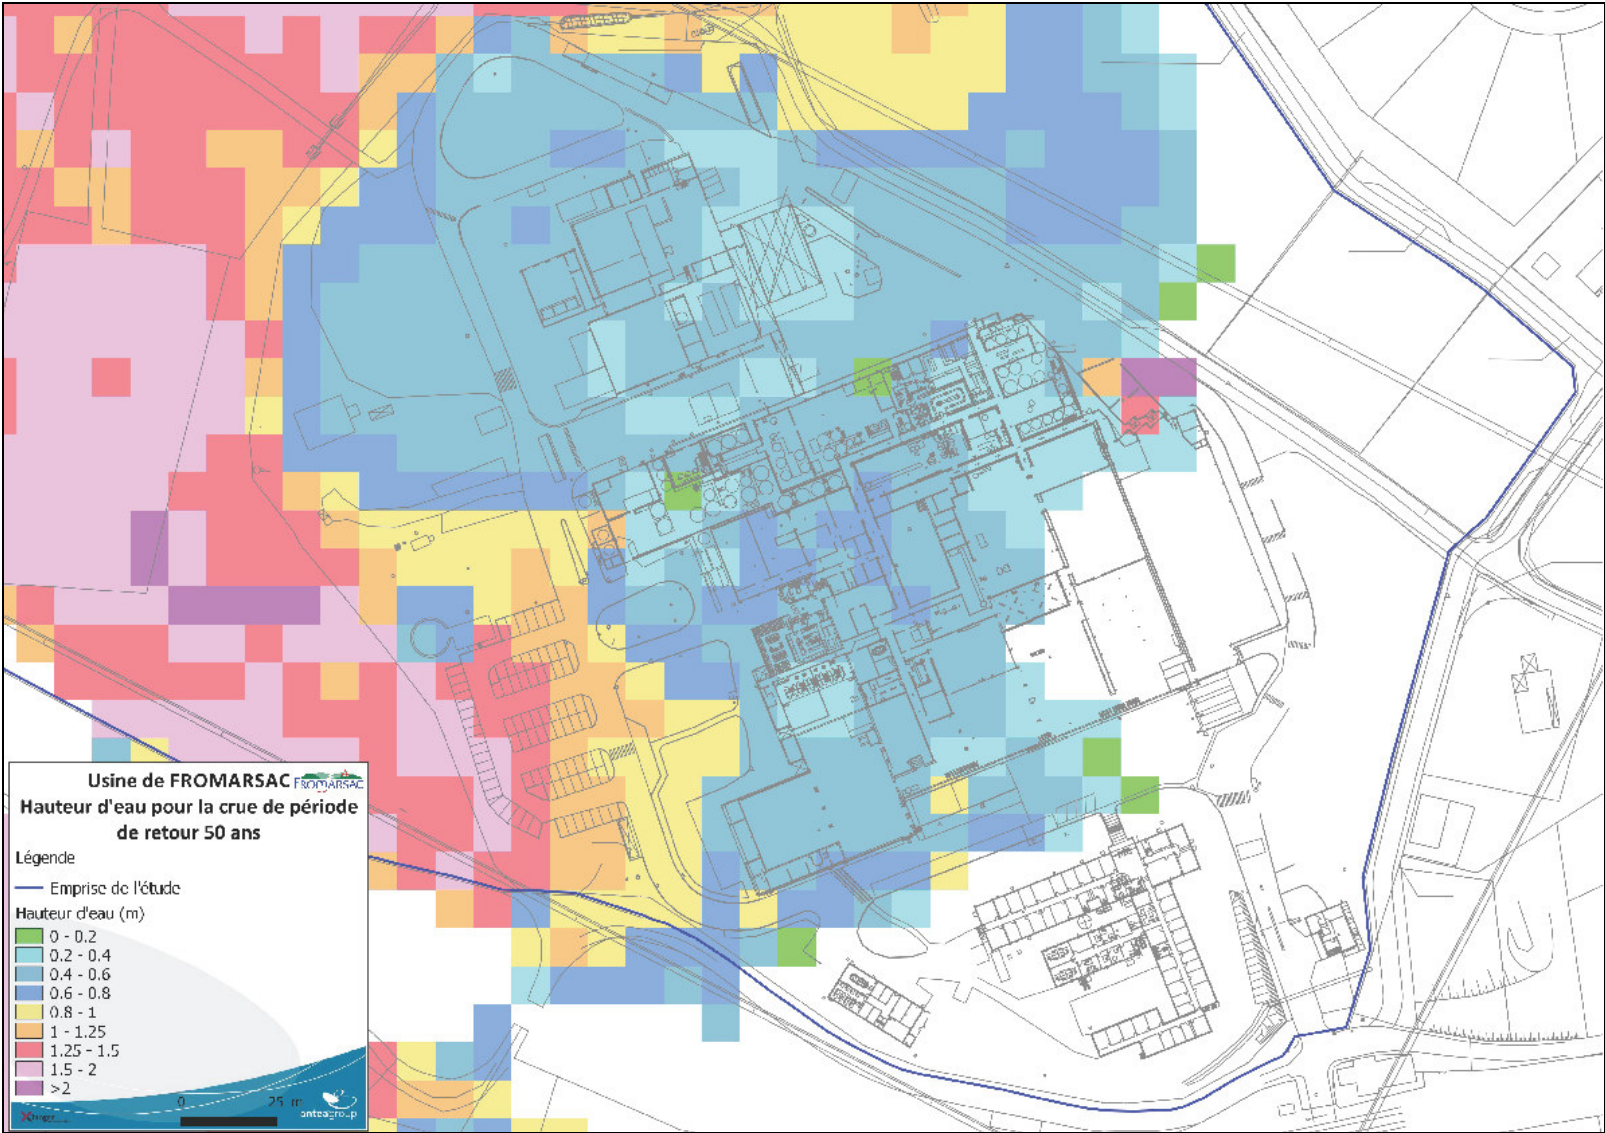 Usine de FROMARSAC FROMARSAC
Hauteur d'eau pour la crue de période
de retour 50 ans
Légende
Emprise de l'étude
Hauteur d'eau (m)
0 - 0.2
0.2 - 0.4
0.4 - 0.6
0.6 - 0.8
0.8 - 1
1 - 1.25
1.25 - 1.5
1.5 - 2
>2
0 25 m
anteagroup